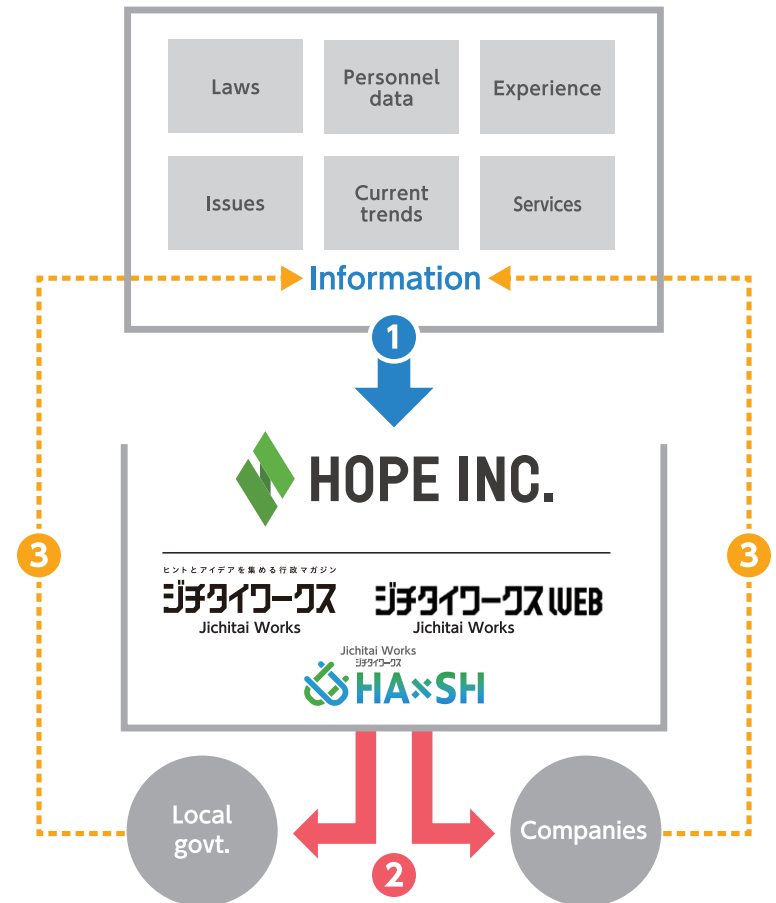 Laws
Personnel
data
Experience
Issues
Current
trends
Services
Information
1
HOPE INC.
ヒントとアイデアを集める行政マガジン
ジチタイワークス
Jichitai Works
ジチタイワークス WEB
Jichitai Works
Jichitai Works
ジチタイワークス
HA×SH
3
3
Local
govt.
Companies
2